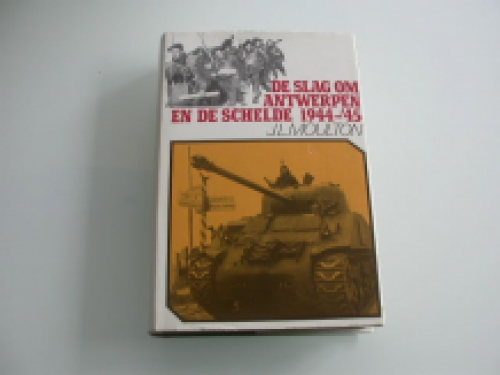 DE SLAG OM
ANTWERPEN
EN DE SCHELDE 1944-'45
J.L.MOULTON